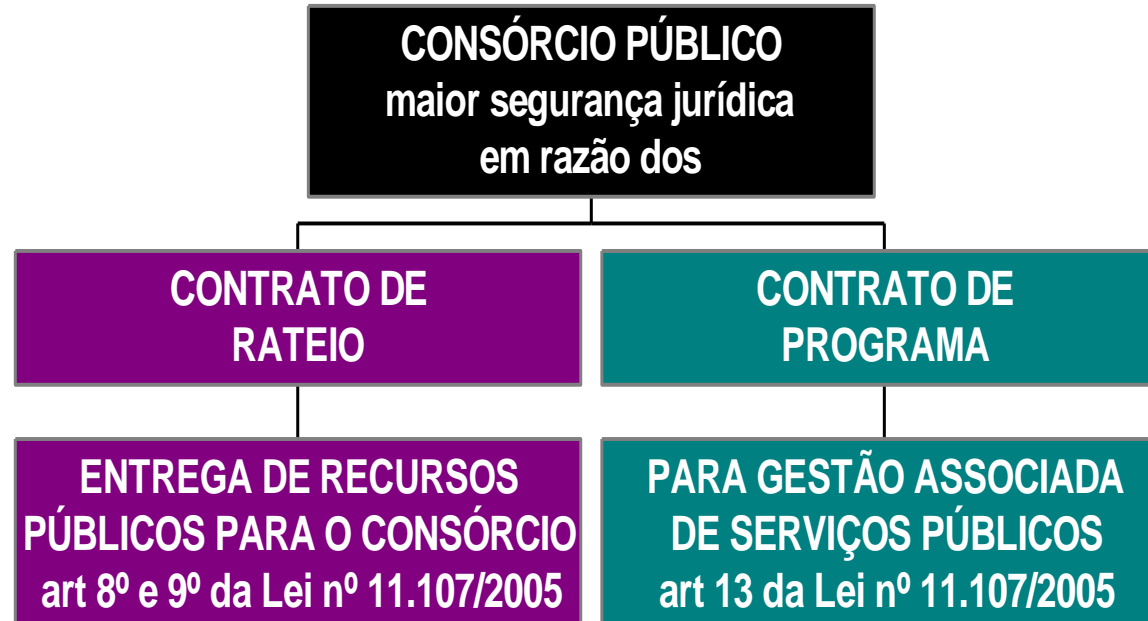 CONSÓRCIO PÚBLICO
maior segurança jurídica
em razão dos
CONTRATO DE
RATEIO
CONTRATO DE
PROGRAMA
ENTREGA DE RECURSOS
PÚBLICOS PARA O CONSÓRCIO
art 8º e 9º da Lei nº 11.107/2005
PARA GESTÃO ASSOCIADA
DE SERVIÇOS PÚBLICOS
art 13 da Lei nº 11.107/2005